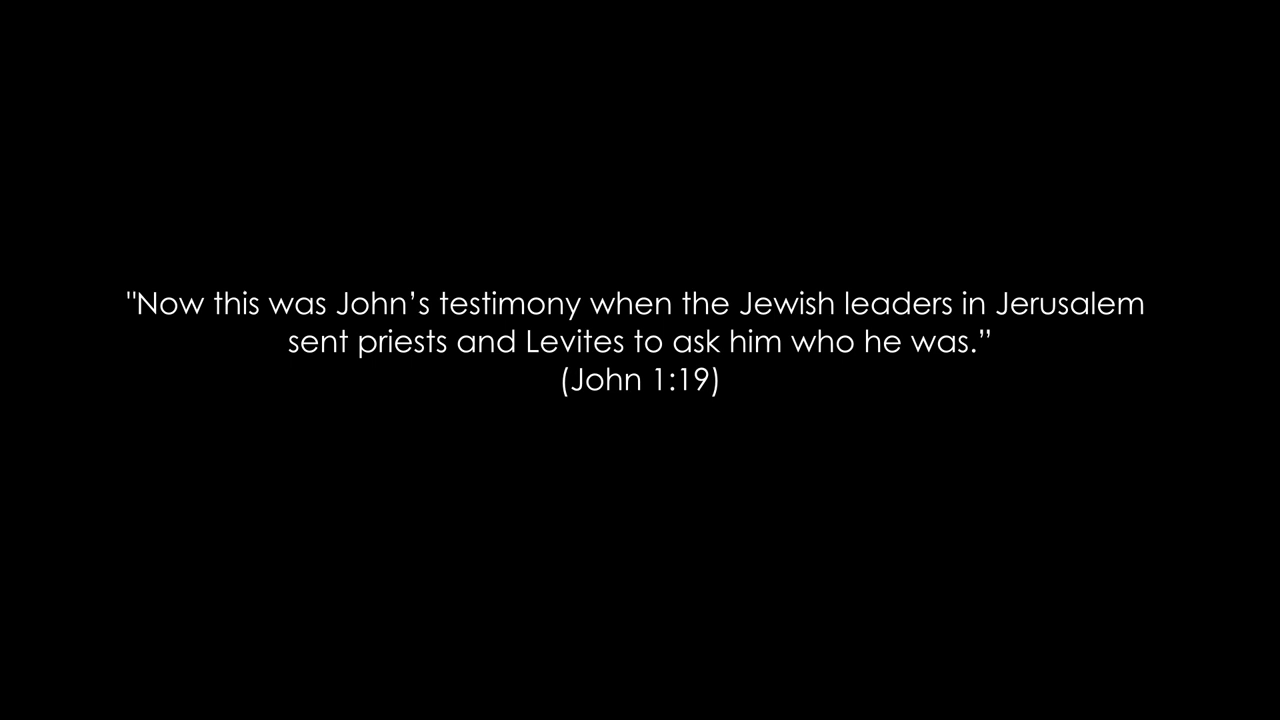 "Now this was John’s testimony when the Jewish leaders in Jerusalem
sent priests and Levites to ask him who he was.”
(John 1:19)